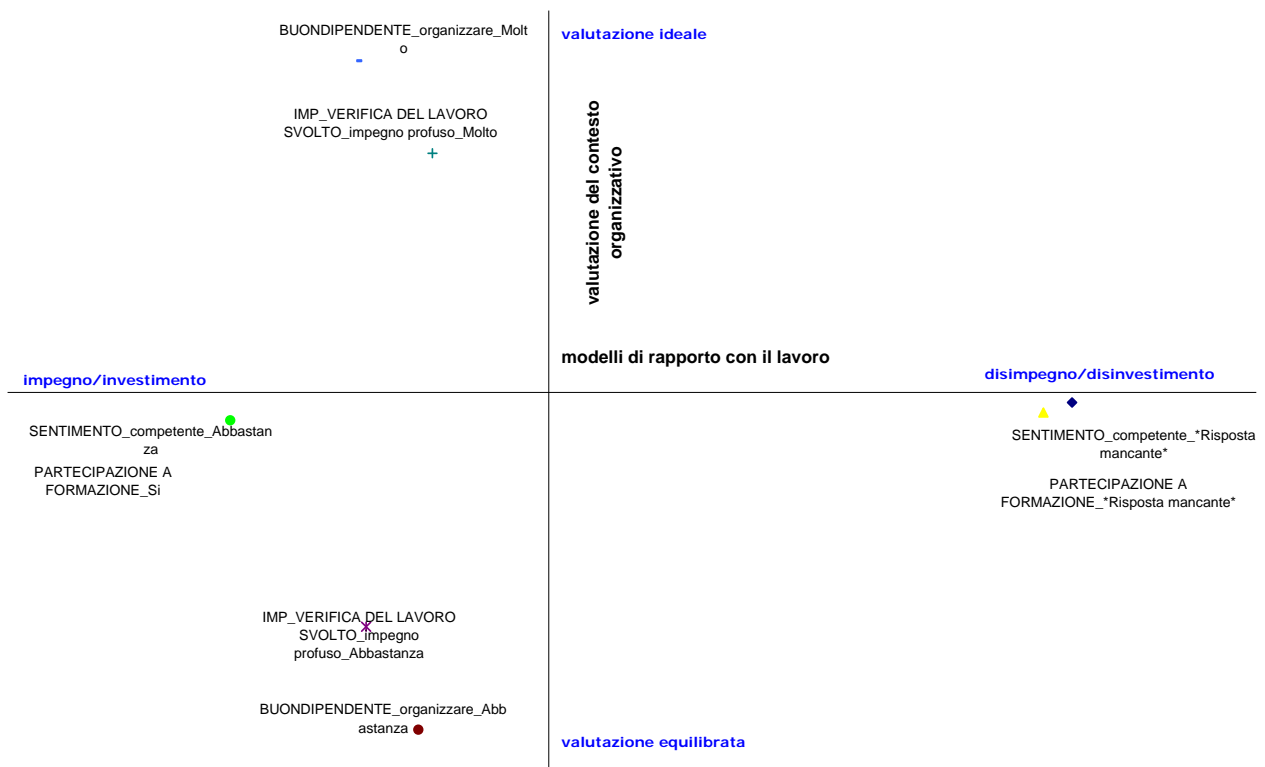 BUONDIPENDENTE_organizzare_Molt
o
valutazione ideale
IMP_VERIFICA DEL LAVORO
SVOLTO_impegno profuso_Molto
valutazione del contesto
organizzativo
modelli di rapporto con il lavoro
impegno/investimento
disimpegno/disinvestimento
SENTIMENTO_competente_Abbastan
za
PARTECIPAZIONE A
FORMAZIONE_Si
SENTIMENTO_competente_*Risposta
mancante*
PARTECIPAZIONE A
FORMAZIONE_*Risposta mancante*
IMP_VERIFICA DEL LAVORO
SVOLTO_impegno
profuso_Abbastanza
BUONDIPENDENTE_organizzare_Abb
astanza
valutazione equilibrata